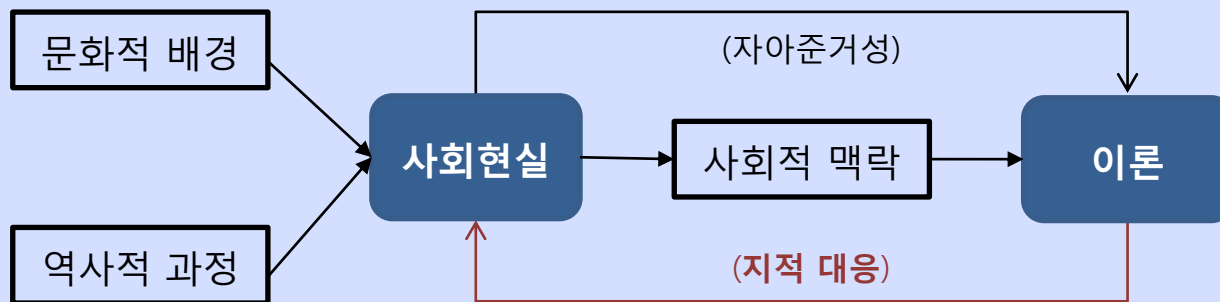 문화적 배경
(자아준거성)
사회현실
사회적 맥락
이론
역사적 과정
(지적 대응)